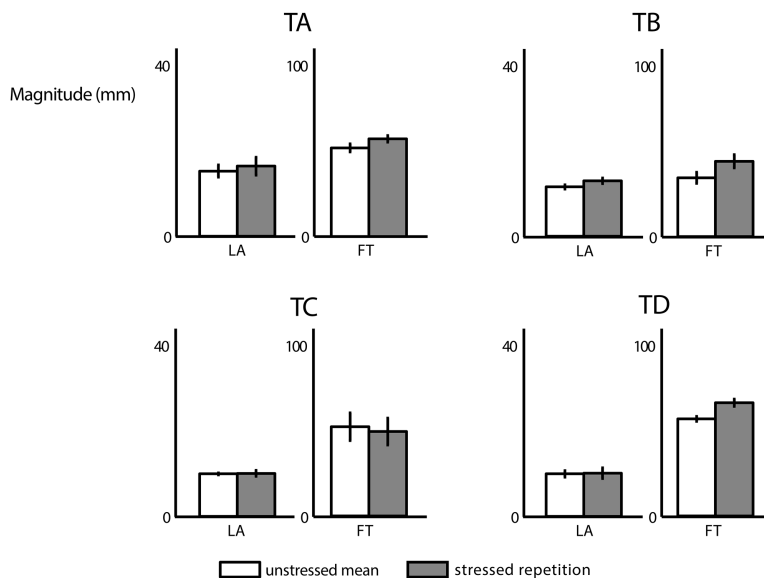 TA
TB
40
100
40
100
Magnitude (mm)
0
0
0
0
LA
FT
LA
FT
TC
TD
40
100
40
100
0
0
0
0
LA
FT
LA
FT
unstressed mean
stressed repetition